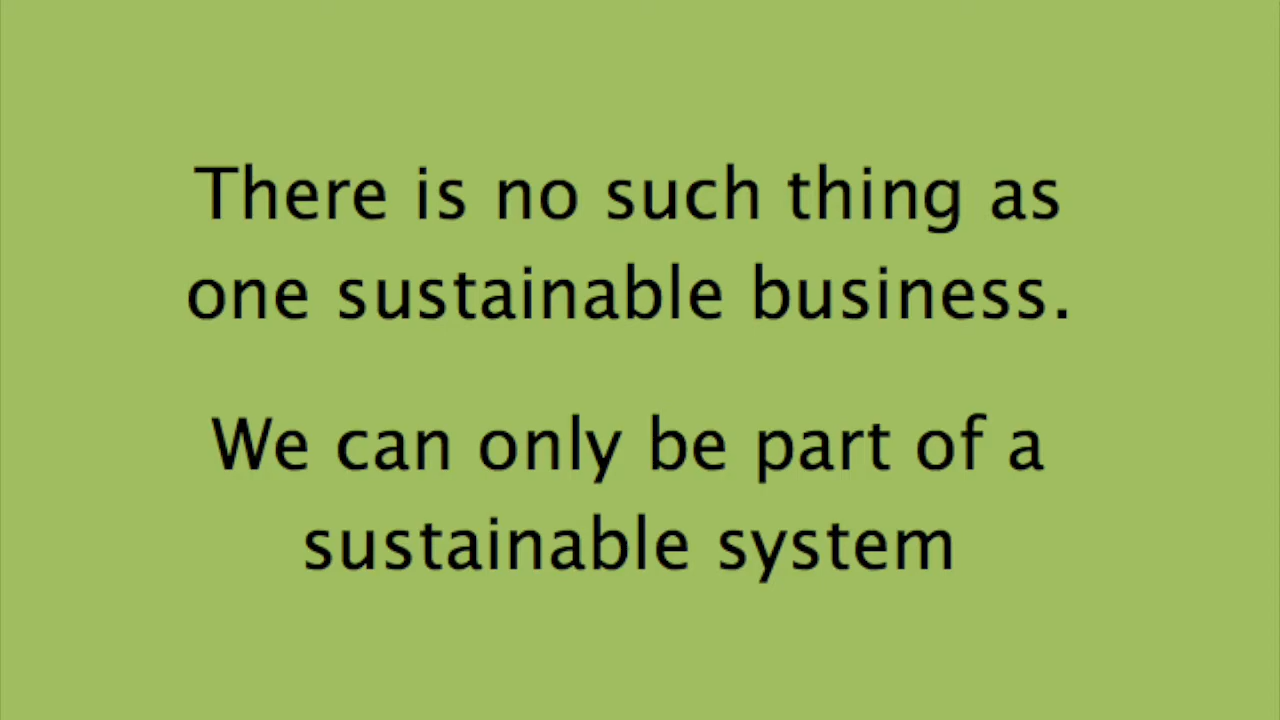 There is no such thing as
one sustainable business.
We can only be part of a
sustainable system